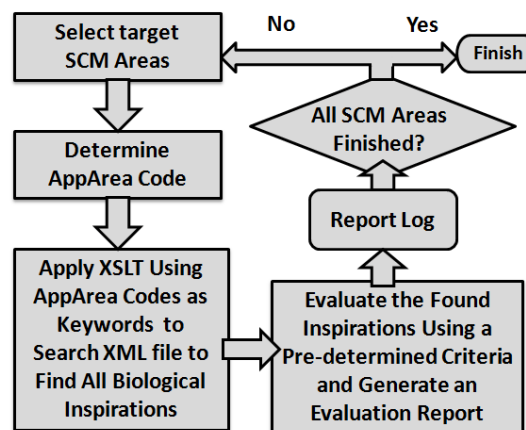 Select target
SCM Areas
Determine
AppArea Code
Apply XSLT Using
AppArea Codes as
Keywords to
Search XML file to
Find All Biological
Inspirations
Evaluate the Found
Inspirations Using a
Pre-determined Criteria
and Generate an
Evaluation Report
Report Log
All SCM Areas
Finished?
No
Yes
Finish